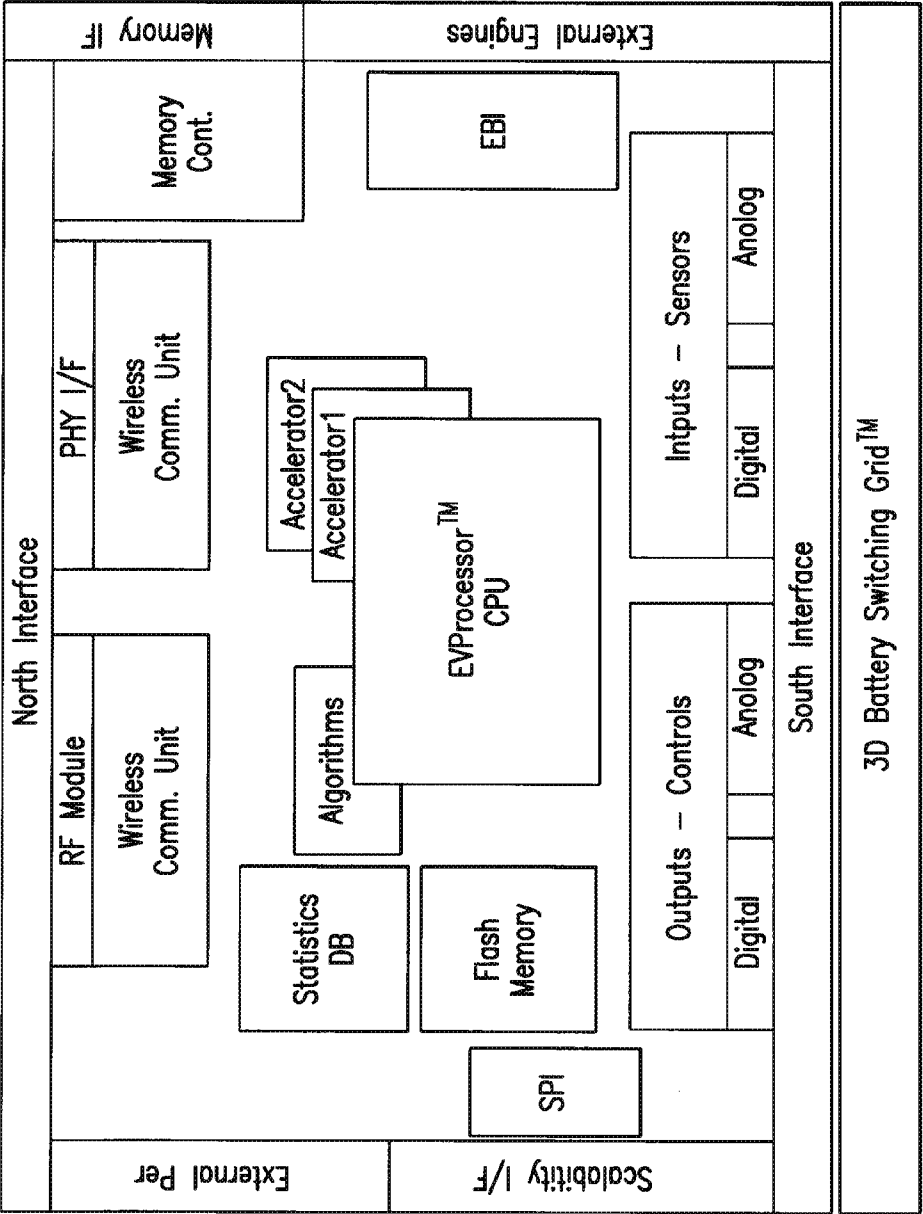 North Interface
External Per
RF Module
Wireless
Comm. Unit
PHY I/F
Wireless
Comm. Unit
Memory
Cont.
Memory IF
Statistics
DB
Algorithms
Accelerator2
Accelerator1
EVProcessor™
CPU
Flash
Memory
SPI
EBI
Scalabitity I/F
External Engines
Outputs – Controls
Digital
Anolog
Intputs – Sensors
Digital
Anolog
South Interface
3D Battery Switching Grid™